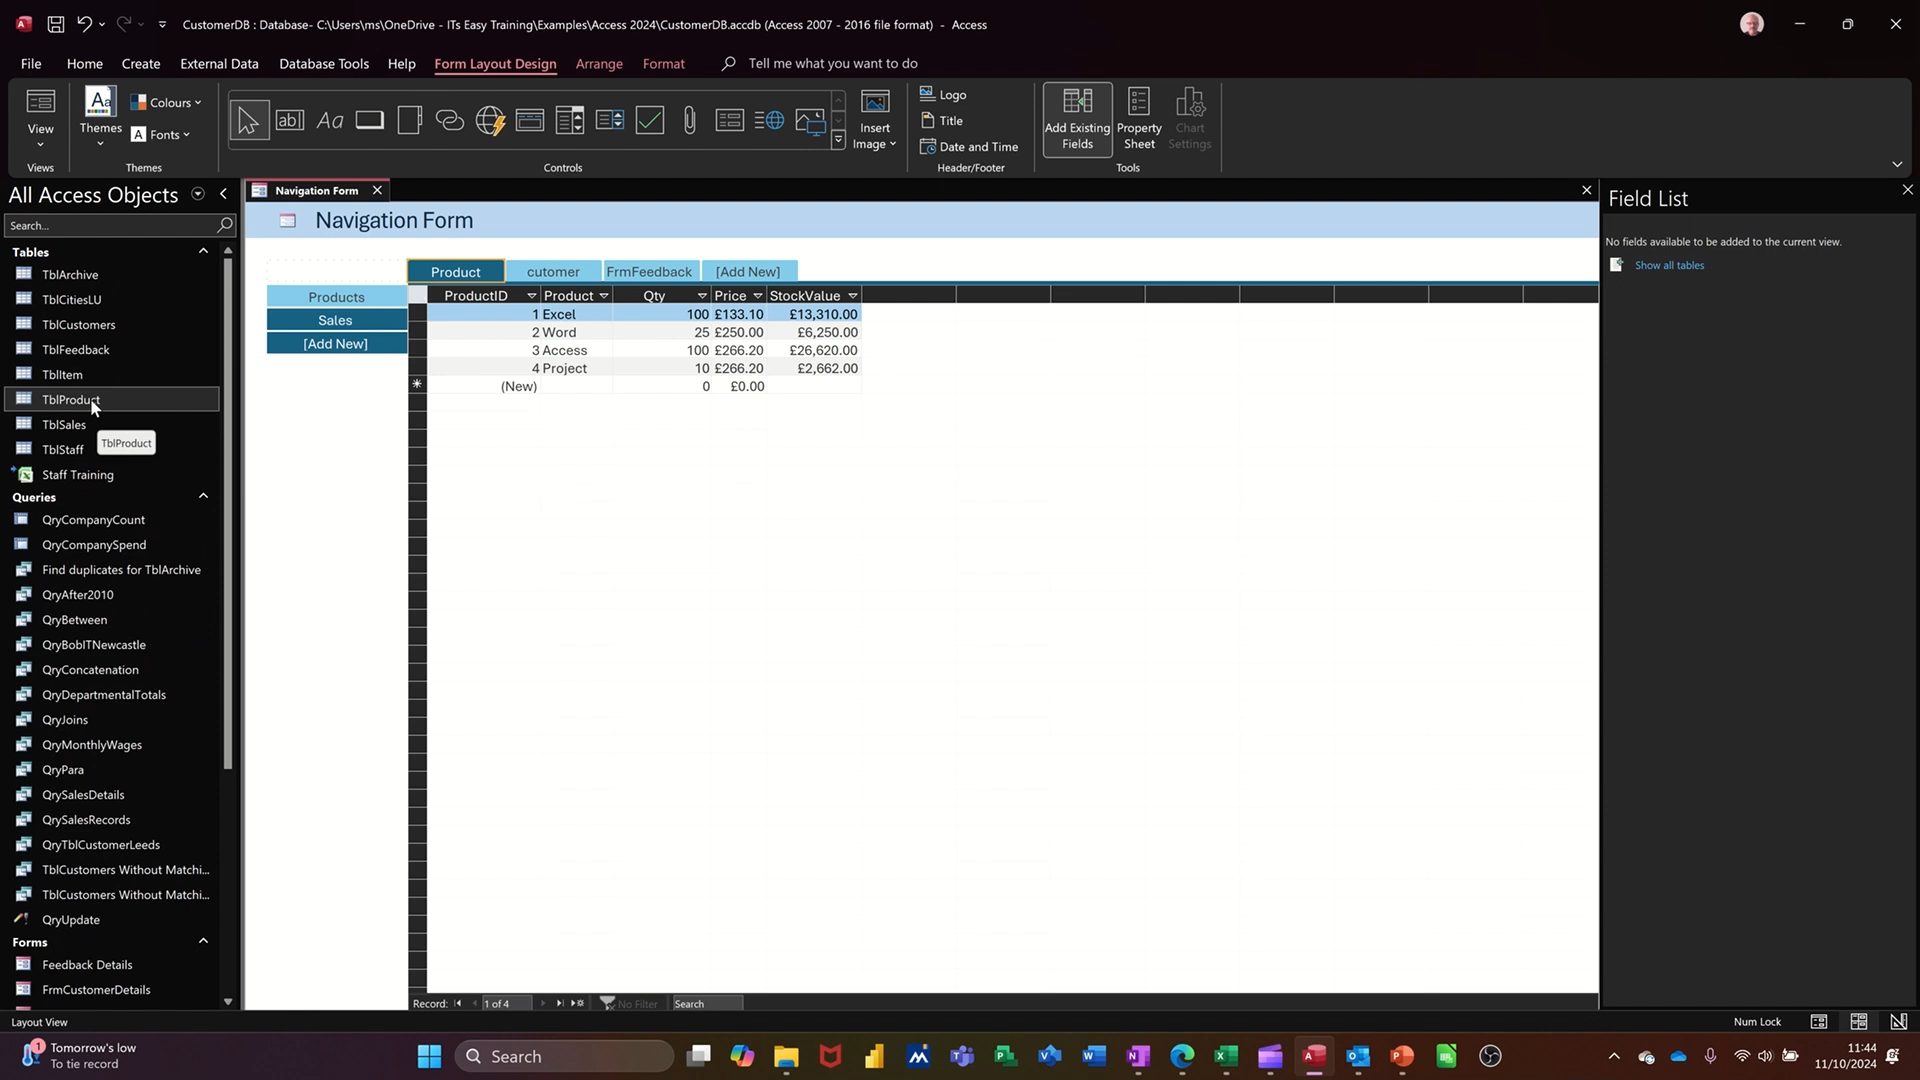 CustomerDB : Database- C:\Users\ms\OneDrive - ITs Easy Training\Examples\Access 2024\CustomerDB.accdb (Access 2007 - 2016 file format) - Access
File Home Create External Data Database Tools Help Form Layout Design Arrange Format Tell me what you want to do
View
Views
Themes
Colours
Fonts
Themes
ab
Aa
Controls
Insert Image
Logo
Title
Date and Time
Header/Footer
Add Existing Fields
Property Sheet
Chart Settings
Tools
All Access Objects
Search...
Tables
TblArchive
TblCitiesLU
TblCustomers
TblFeedback
TblItem
TblProduct
TblSales
TblStaff
TblProduct
Staff Training
Queries
QryCompanyCount
QryCompanySpend
Find duplicates for TblArchive
QryAfter2010
QryBetween
QryBobITNewcastle
QryConcatenation
QryDepartmentalTotals
QryJoins
QryMonthlyWages
QryPara
QrySalesDetails
QrySalesRecords
QryTblCustomerLeeds
TblCustomers Without Matchi...
TblCustomers Without Matchi...
QryUpdate
Forms
Feedback Details
FrmCustomerDetails
Navigation Form
Navigation Form
Product cutomer FrmFeedback [Add New]
Products
Sales
[Add New]
ProductID Product Qty Price StockValue
1 Excel 100 £133.10 £13,310.00
2 Word 25 £250.00 £6,250.00
3 Access 100 £266.20 £26,620.00
4 Project 10 £266.20 £2,662.00
(New) 0 £0.00
Record: 1 of 4 No Filter Search
Field List
No fields available to be added to the current view.
Show all tables
Layout View
Num Lock
1
Tomorrow's low
To tie record
Search
11:44
11/10/2024